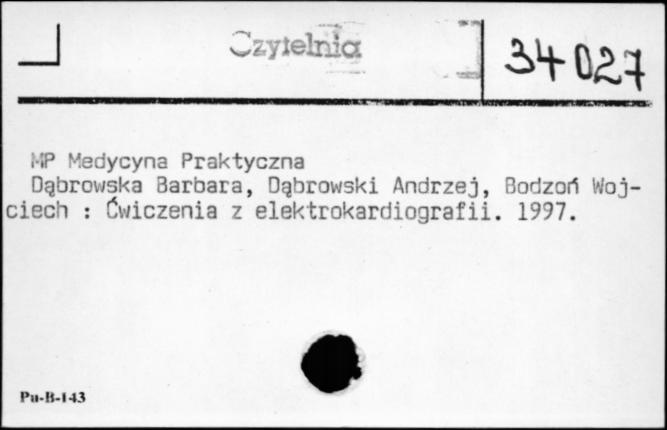 Czytelnia
34027
MP Medycyna Praktyczna
Dąbrowska Barbara, Dąbrowski Andrzej, Bodzoń Woj-
ciech : Ćwiczenia z elektrokardiografii. 1997.
Pu-B-143